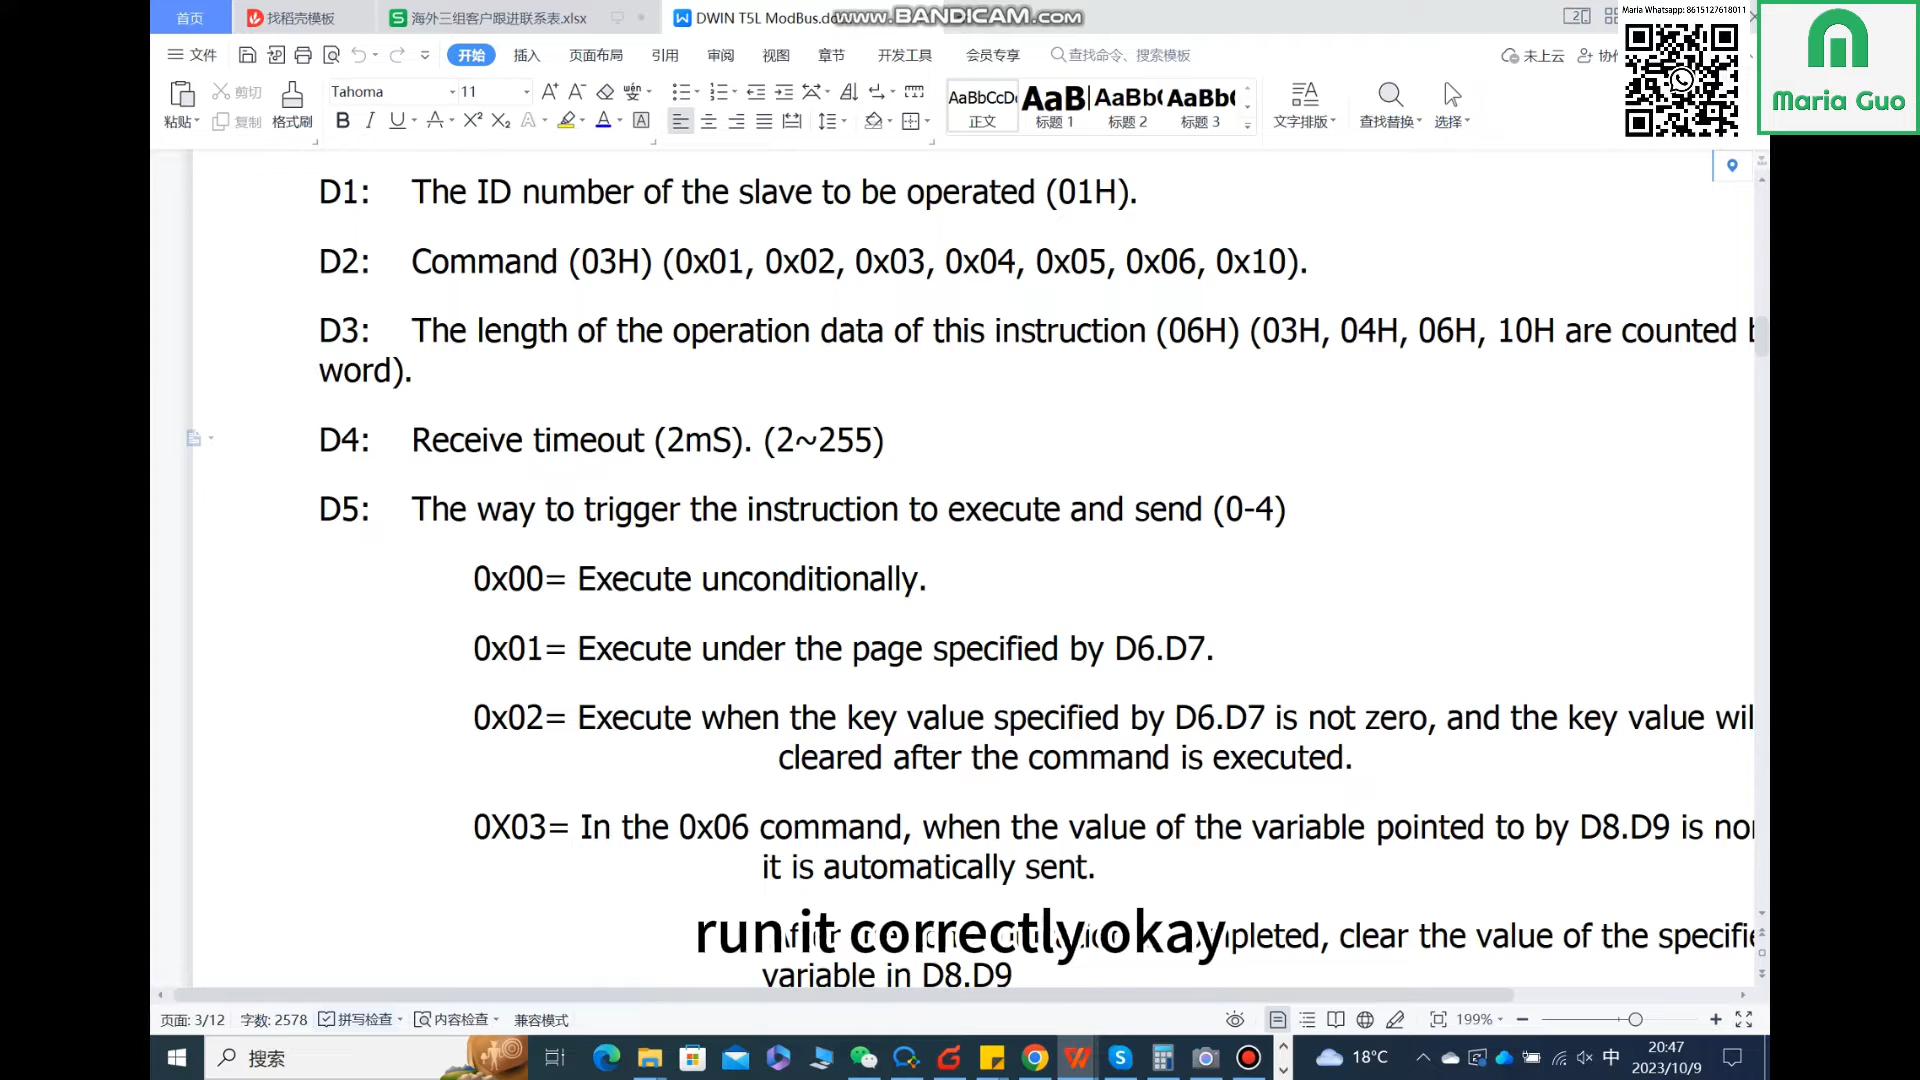 首页
找稻壳模板
海外三组客户跟进联系表.xlsx
DWIN T5L ModBus.do
www.BANDICAM.com
Maria Whatsapp: 8615127618011
Maria Guo
文件
开始
插入
页面布局
引用
审阅
视图
章节
开发工具
会员专享
查找命令、搜索模板
未上云
协作
粘贴
剪切
复制
格式刷
Tahoma
11
AaBbCcD
正文
AaB
标题 1
AaBb
标题 2
AaBb
标题 3
文字排版
查找替换
选择
D1: The ID number of the slave to be operated (01H).
D2: Command (03H) (0x01, 0x02, 0x03, 0x04, 0x05, 0x06, 0x10).
D3: The length of the operation data of this instruction (06H) (03H, 04H, 06H, 10H are counted b
word).
D4: Receive timeout (2mS). (2~255)
D5: The way to trigger the instruction to execute and send (0-4)
0x00= Execute unconditionally.
0x01= Execute under the page specified by D6.D7.
0x02= Execute when the key value specified by D6.D7 is not zero, and the key value wil
cleared after the command is executed.
0X03= In the 0x06 command, when the value of the variable pointed to by D8.D9 is no
it is automatically sent.
mpleted, clear the value of the specifie
variable in D8.D9
run it correctly okay
页面: 3/12
字数: 2578
拼写检查
内容检查
兼容模式
199%
搜索
18°C
中
20:47
2023/10/9